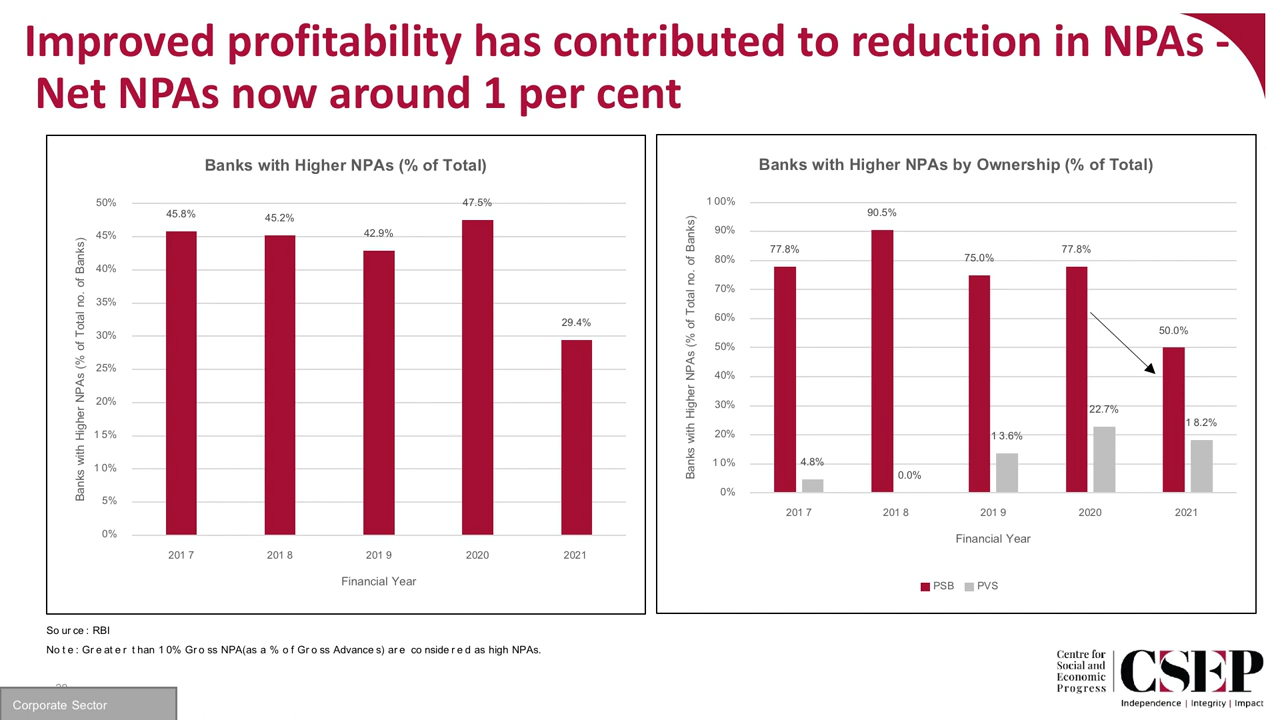 Improved profitability has contributed to reduction in NPAs -
Net NPAs now around 1 per cent
Banks with Higher NPAs (% of Total)
Banks with Higher NPAs (% of Total no. of Banks)
50%
45%
40%
35%
30%
25%
20%
15%
10%
5%
0%
45.8%
45.2%
42.9%
47.5%
29.4%
2017
2018
2019
2020
2021
Financial Year
Banks with Higher NPAs by Ownership (% of Total)
Banks with Higher NPAs (% of Total no. of Banks)
100%
90%
80%
70%
60%
50%
40%
30%
20%
10%
0%
77.8%
4.8%
90.5%
0.0%
75.0%
13.6%
77.8%
22.7%
50.0%
18.2%
2017
2018
2019
2020
2021
Financial Year
PSB
PVS
Source: RBI
Note: Greater than 10% Gross NPA(as a % of Gross Advances) are considered as high NPAs.
Corporate Sector
Centre for
Social and
Economic
Progress
CSEP
Independence | Integrity | Impact